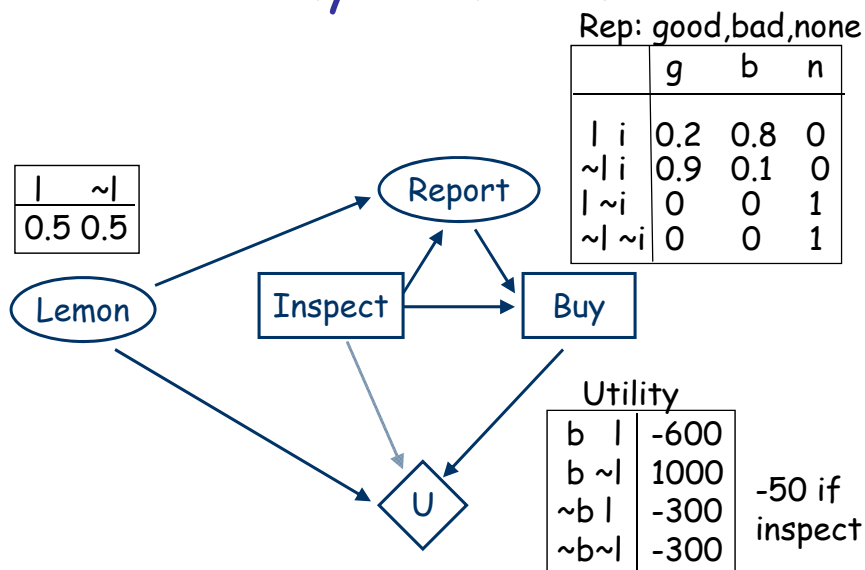 Rep: good,bad,none
g b n
l i 0.2 0.8 0
~l i 0.9 0.1 0
l ~i 0 0 1
~l ~i 0 0 1
l ~l
0.5 0.5
Report
Lemon
Inspect
Buy
U
Utility
b l -600
b ~l 1000
~b l -300
~b~l -300
-50 if
inspect